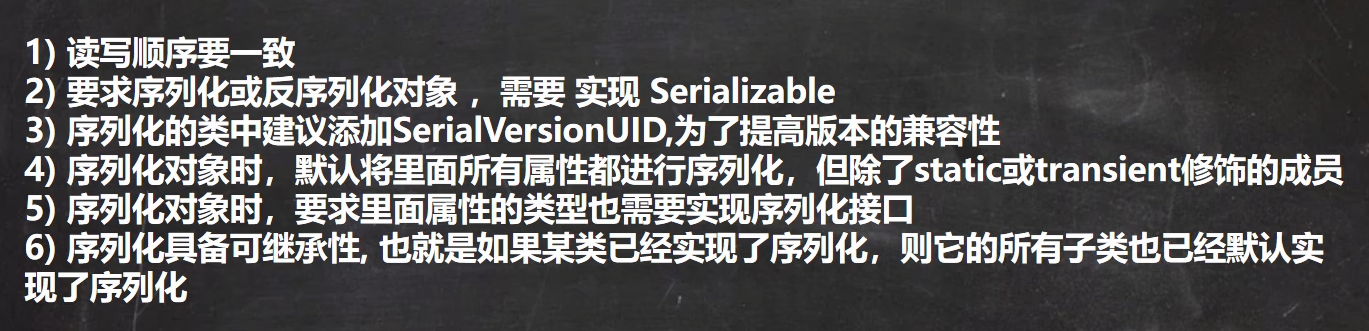 1) 读写顺序要一致
2) 要求序列化或反序列化对象 ，需要 实现 Serializable
3) 序列化的类中建议添加SerialVersionUID,为了提高版本的兼容性
4) 序列化对象时，默认将里面所有属性都进行序列化，但除了static或transient修饰的成员
5) 序列化对象时，要求里面属性的类型也需要实现序列化接口
6) 序列化具备可继承性, 也就是如果某类已经实现了序列化，则它的所有子类也已经默认实
现了序列化